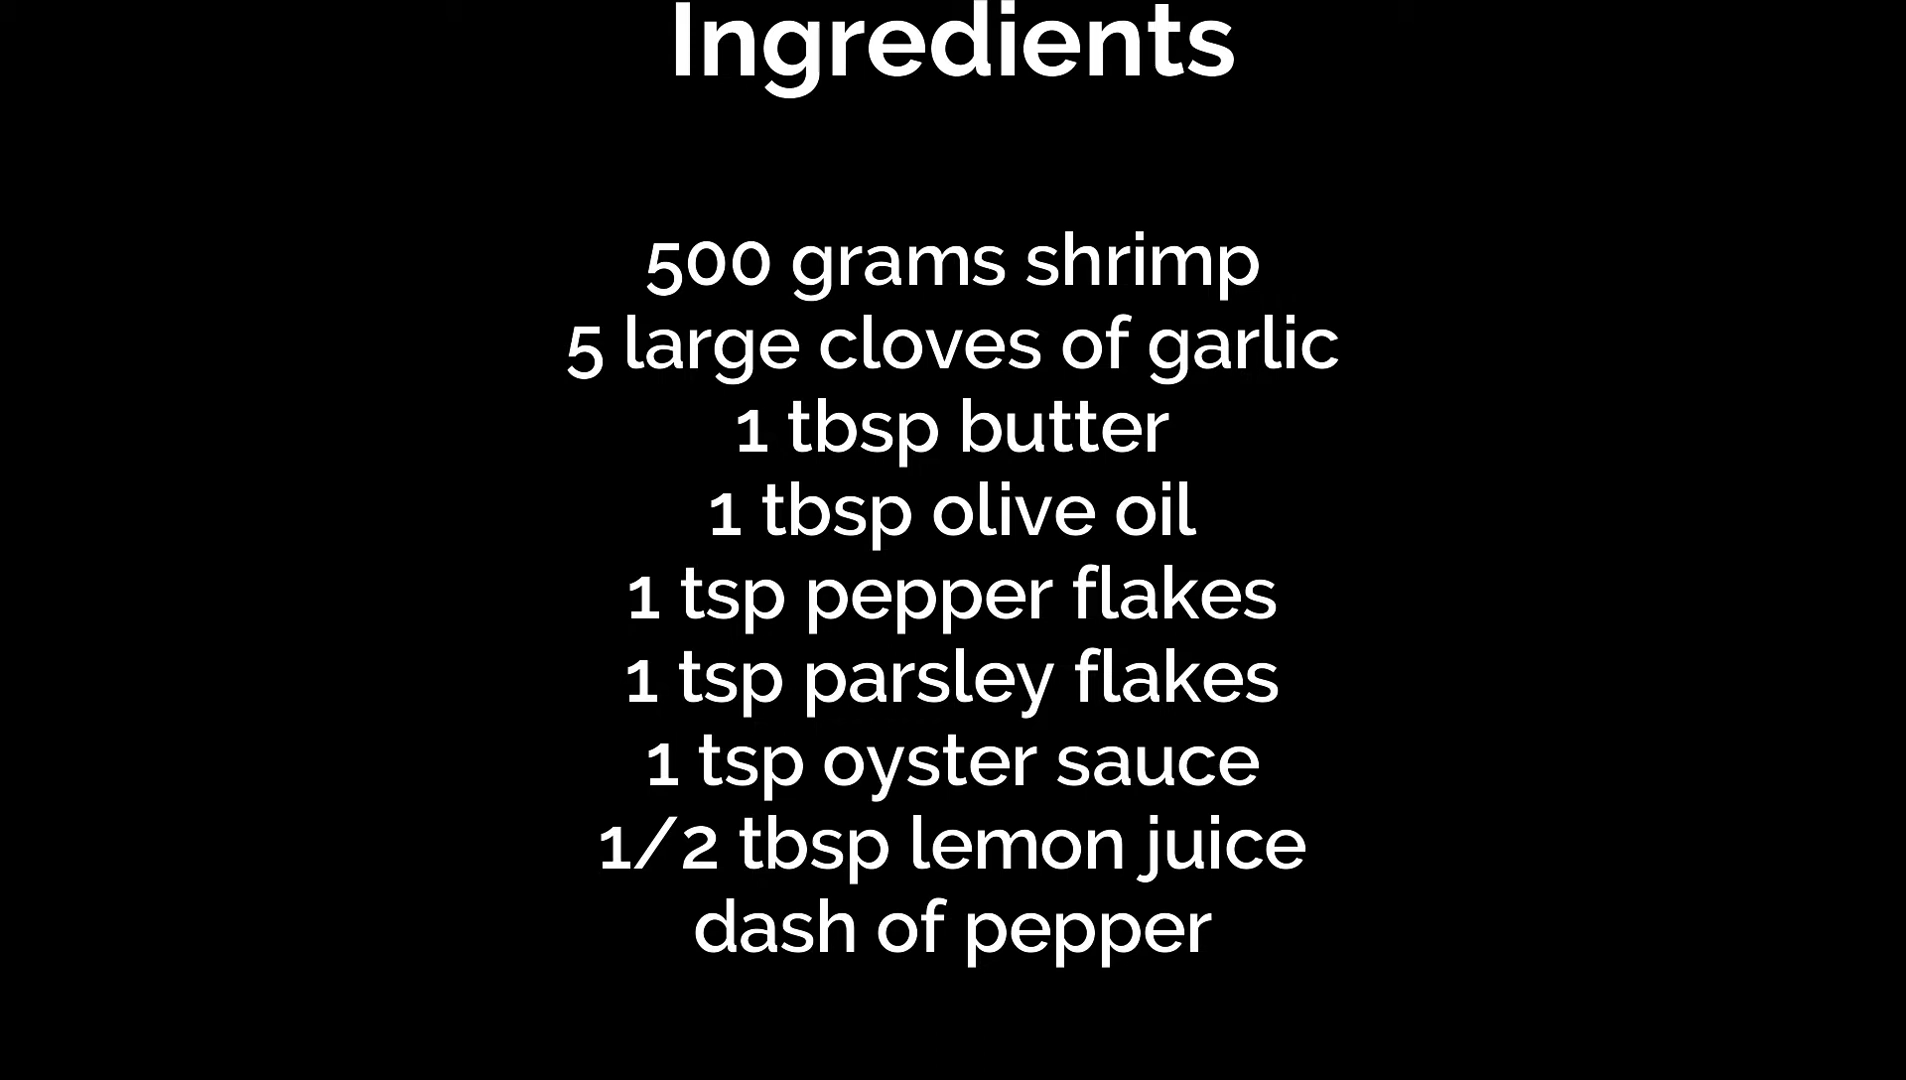 Ingredients
500 grams shrimp
5 large cloves of garlic
1 tbsp butter
1 tbsp olive oil
1 tsp pepper flakes
1 tsp parsley flakes
1 tsp oyster sauce
1/2 tbsp lemon juice
dash of pepper